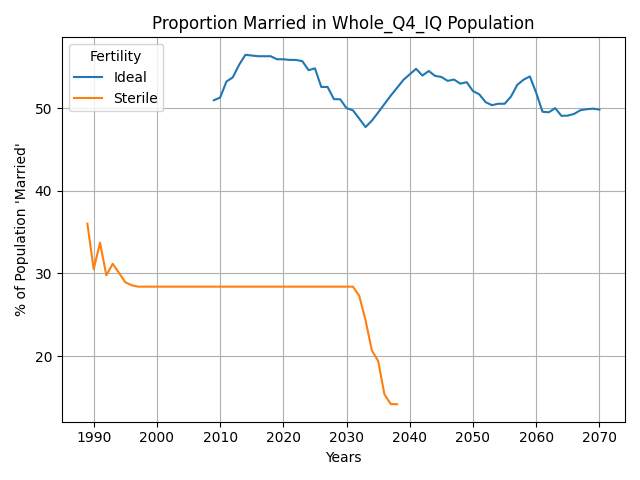 Proportion Married in Whole_Q4_IQ Population
Fertility
Ideal
Sterile
% of Population 'Married'
50
40
30
20
1990 2000 2010 2020 2030 2040 2050 2060 2070
Years